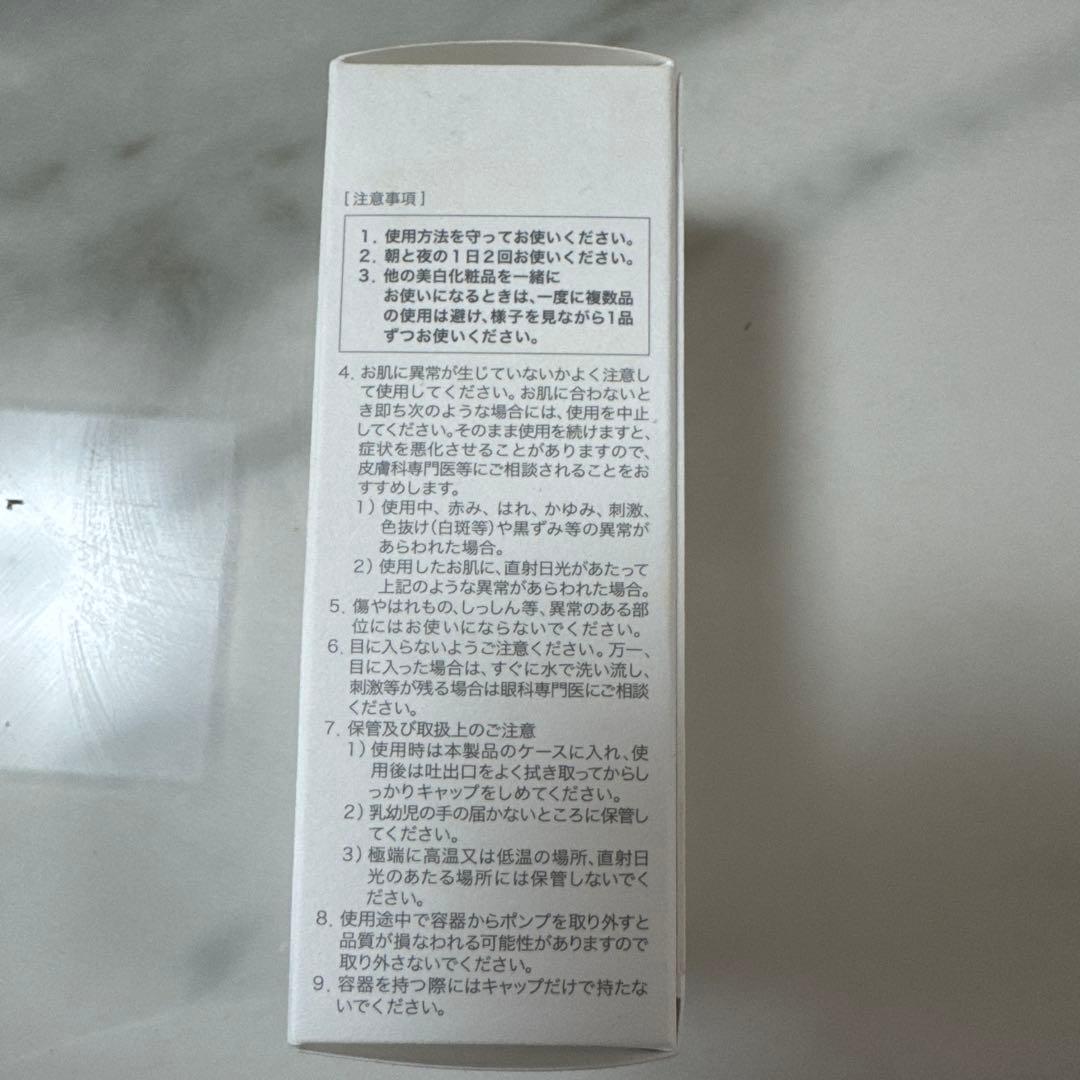 [注意事項]
1. 使用方法を守ってお使いください。
2. 朝と夜の1日2回お使いください。
3. 他の美白化粧品を一緒に
お使いになるときは、一度に複数品
の使用は避け、様子を見ながら1品
ずつお使いください。
4. お肌に異常が生じていないかよく注意し
て使用してください。お肌に合わないと
き即ち次のような場合には、使用を中止
してください。そのまま使用を続けますと、
症状を悪化させることがありますので、
皮膚科専門医等にご相談されることをお
すすめします。
1) 使用中、赤み、はれ、かゆみ、刺激、
色抜け(白斑等)や黒ずみ等の異常が
あらわれた場合。
2) 使用したお肌に、直射日光があたって
上記のような異常があらわれた場合。
5. 傷やはれもの、しっしん等、異常のある部
位にはお使いにならないでください。
6. 目に入らないようご注意ください。万一、
目に入った場合は、すぐに水で洗い流し、
刺激等が残る場合は眼科専門医にご相談
ください。
7. 保管及び取扱上のご注意
1) 使用時は本製品のケースに入れ、使
用後は吐出口をよく拭き取ってからし
っかりキャップをしめてください。
2) 乳幼児の手の届かないところに保管し
てください。
3) 極端に高温又は低温の場所、直射日
光のあたる場所には保管しないでく
ださい。
8. 使用途中で容器からポンプを取り外すと
品質が損なわれる可能性がありますので
取り外さないでください。
9. 容器を持つ際にはキャップだけで持たな
いでください。